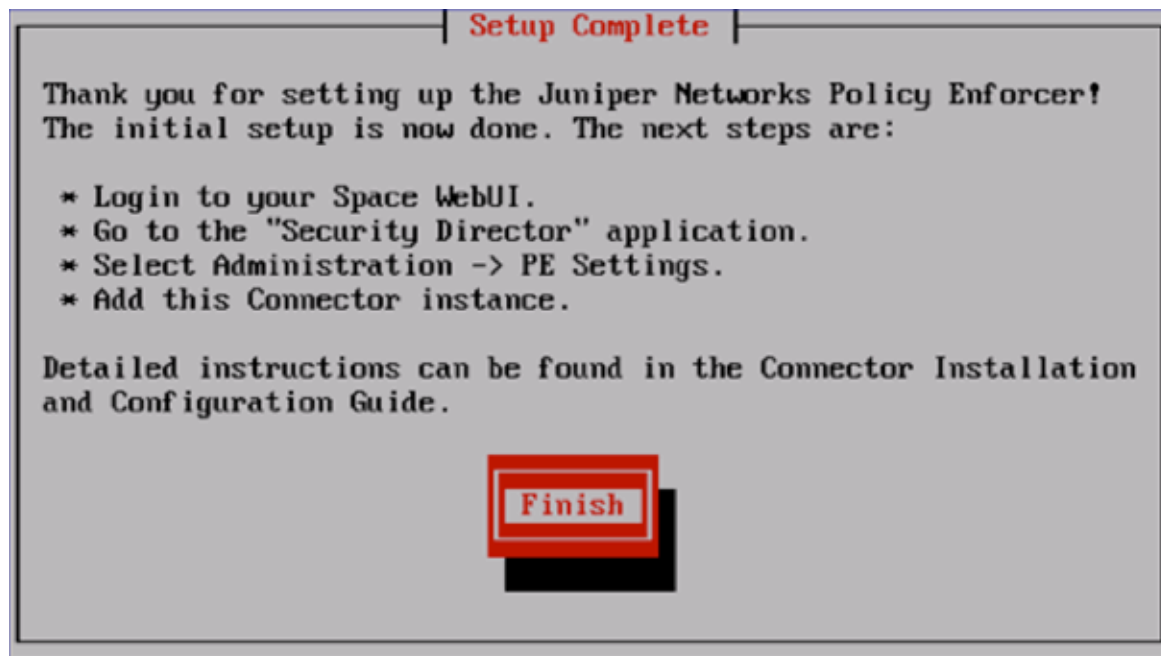 Setup Complete
Thank you for setting up the Juniper Networks Policy Enforcer!
The initial setup is now done. The next steps are:
* Login to your Space WebUI.
* Go to the "Security Director" application.
* Select Administration -> PE Settings.
* Add this Connector instance.
Detailed instructions can be found in the Connector Installation
and Configuration Guide.
Finish